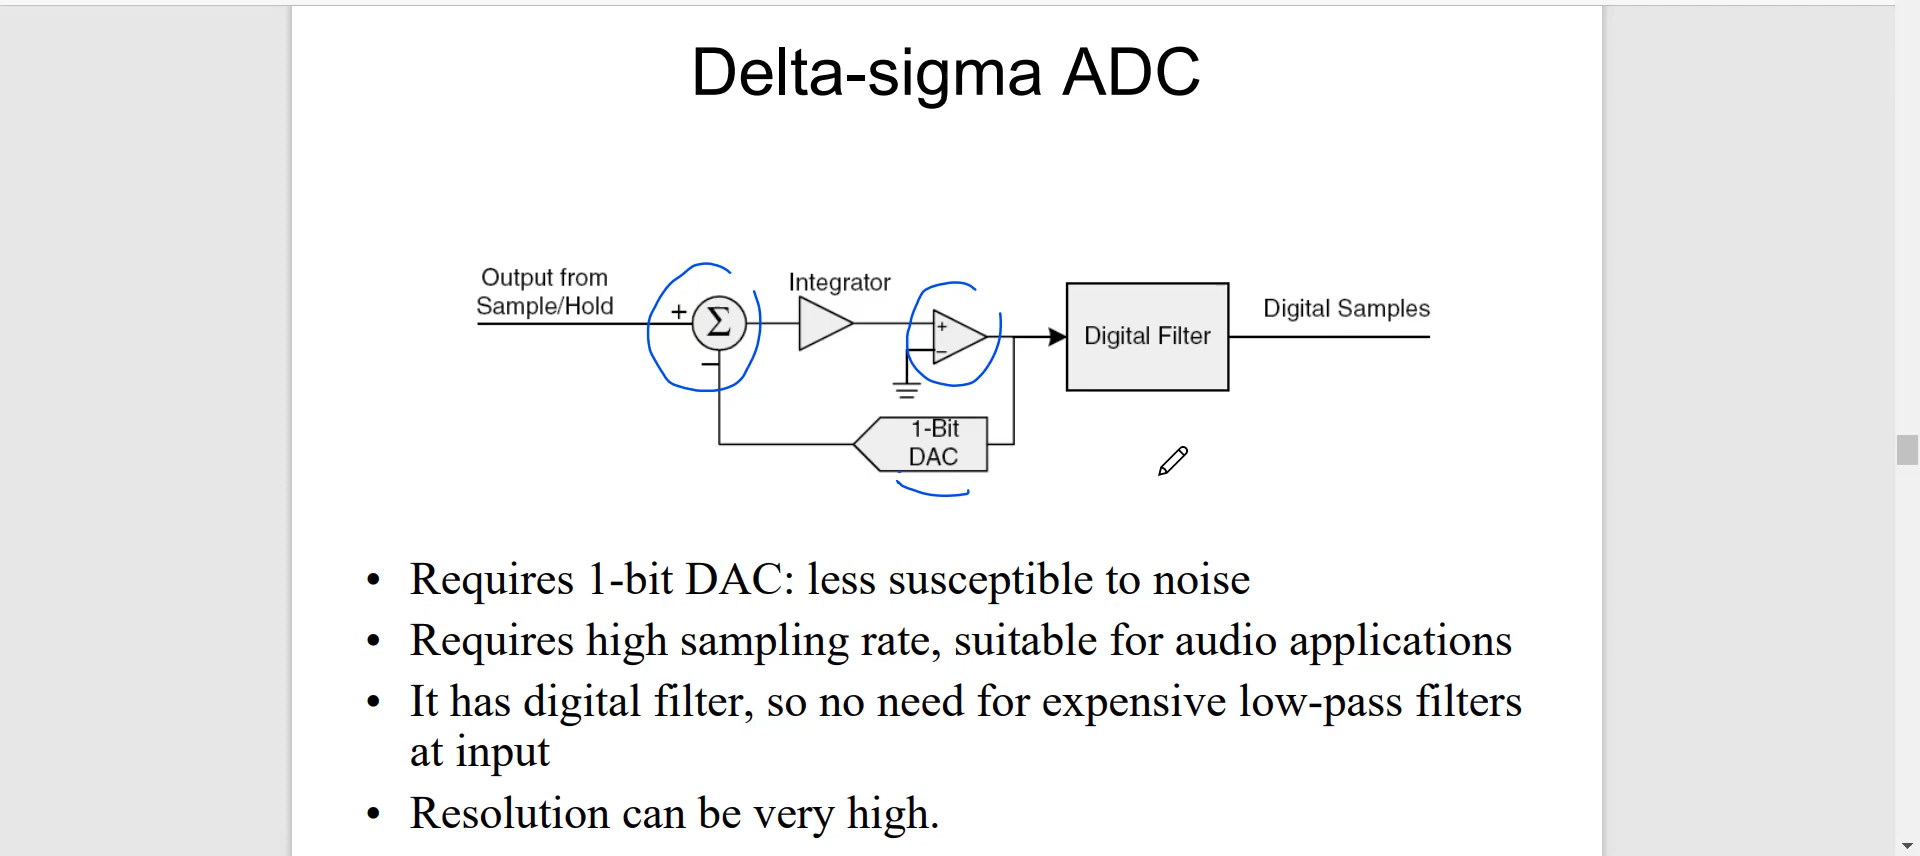 Delta-sigma ADC
Output from
Sample/Hold
+
Σ
−
Integrator
+
−
1-Bit
DAC
Digital Filter
Digital Samples
• Requires 1-bit DAC: less susceptible to noise
• Requires high sampling rate, suitable for audio applications
• It has digital filter, so no need for expensive low-pass filters
at input
• Resolution can be very high.